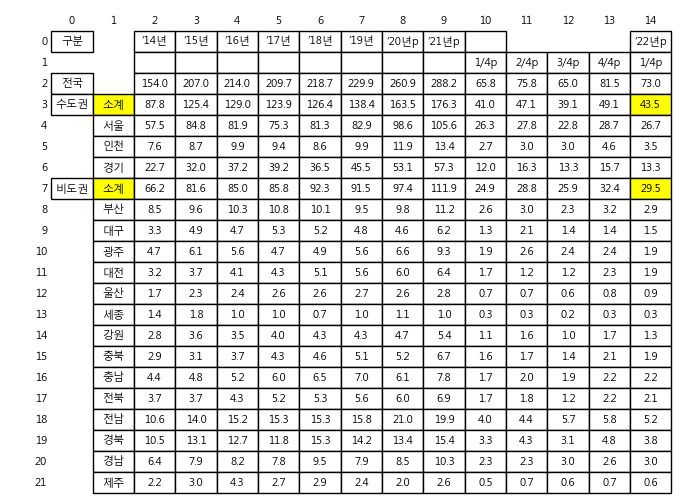 0 1 2 3 4 5 6 7 8 9 10 11 12 13 14
0 구분 ’14년 ’15년 ’16년 ’17년 ’18년 ’19년 ’20년p ’21년p ’22년p
1 1/4p 2/4p 3/4p 4/4p 1/4p
2 전국 154.0 207.0 214.0 209.7 218.7 229.9 260.9 288.2 65.8 75.8 65.0 81.5 73.0
3 수도권 소계 87.8 125.4 129.0 123.9 126.4 138.4 163.5 176.3 41.0 47.1 39.1 49.1 43.5
4 서울 57.5 84.8 81.9 75.3 81.3 82.9 98.6 105.6 26.3 27.8 22.8 28.7 26.7
5 인천 7.6 8.7 9.9 9.4 8.6 9.9 11.9 13.4 2.7 3.0 3.0 4.6 3.5
6 경기 22.7 32.0 37.2 39.2 36.5 45.5 53.1 57.3 12.0 16.3 13.3 15.7 13.3
7 비도권 소계 66.2 81.6 85.0 85.8 92.3 91.5 97.4 111.9 24.9 28.8 25.9 32.4 29.5
8 부산 8.5 9.6 10.3 10.8 10.1 9.5 9.8 11.2 2.6 3.0 2.3 3.2 2.9
9 대구 3.3 4.9 4.7 5.3 5.2 4.8 4.6 6.2 1.3 2.1 1.4 1.4 1.5
10 광주 4.7 6.1 5.6 4.7 4.9 5.6 6.6 9.3 1.9 2.6 2.4 2.4 1.9
11 대전 3.2 3.7 4.1 4.3 5.1 5.6 6.0 6.4 1.7 1.2 1.2 2.3 1.9
12 울산 1.7 2.3 2.4 2.6 2.6 2.7 2.6 2.8 0.7 0.7 0.6 0.8 0.9
13 세종 1.4 1.8 1.0 1.0 0.7 1.0 1.1 1.0 0.3 0.3 0.2 0.3 0.3
14 강원 2.8 3.6 3.5 4.0 4.3 4.3 4.7 5.4 1.1 1.6 1.0 1.7 1.3
15 충북 2.9 3.1 3.7 4.3 4.6 5.1 5.2 6.7 1.6 1.7 1.4 2.1 1.9
16 충남 4.4 4.8 5.2 6.0 6.5 7.0 6.1 7.8 1.7 2.0 1.9 2.2 2.2
17 전북 3.7 3.7 4.3 5.2 5.3 5.6 6.0 6.9 1.7 1.8 1.2 2.2 2.1
18 전남 10.6 14.0 15.2 15.3 15.3 15.8 21.0 19.9 4.0 4.4 5.7 5.8 5.2
19 경북 10.5 13.1 12.7 11.8 15.3 14.2 13.4 15.4 3.3 4.3 3.1 4.8 3.8
20 경남 6.4 7.9 8.2 7.8 9.5 7.9 8.5 10.3 2.3 2.3 3.0 2.6 3.0
21 제주 2.2 3.0 4.3 2.7 2.9 2.4 2.0 2.6 0.5 0.7 0.6 0.7 0.6